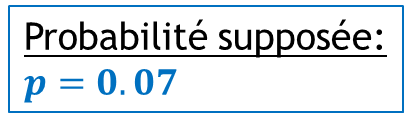 Probabilité supposée:
p = 0.07